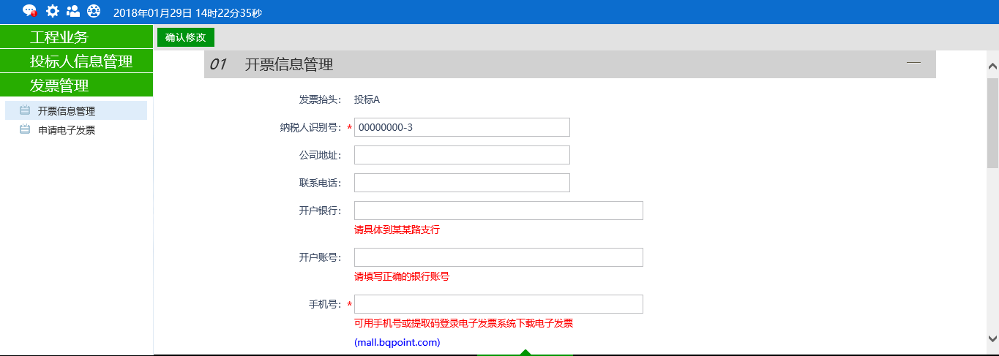 2018年01月29日 14时22分35秒
工程业务
投标人信息管理
发票管理
开票信息管理
申请电子发票
确认修改
01 开票信息管理
发票抬头： 投标A
纳税人识别号： * 00000000-3
公司地址：
联系电话：
开户银行：
请具体到某某路支行
开户账号：
请填写正确的银行账号
手机号： *
可用手机号或提取码登录电子发票系统下载电子发票
(mall.bqpoint.com)